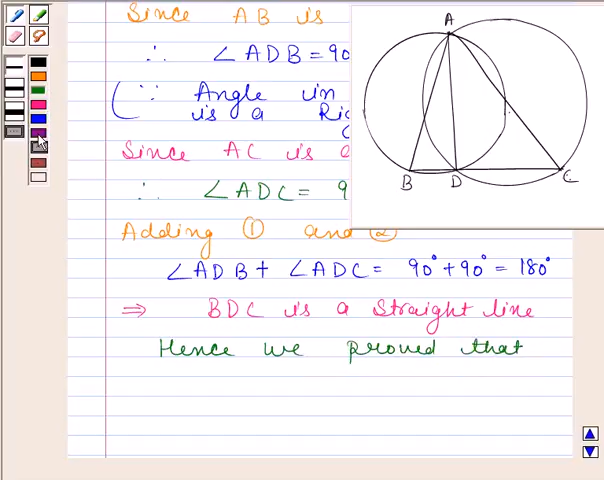 Since AB is
∴ ∠ADB = 90
(∵ Angle in
is a Ri
Since AC is a
∴ ∠ADC = 9
Adding ① and ②
∠ADB + ∠ADC = 90° + 90° = 180°
⇒ BDC is a straight line
Hence we proved that
A
B
D
C